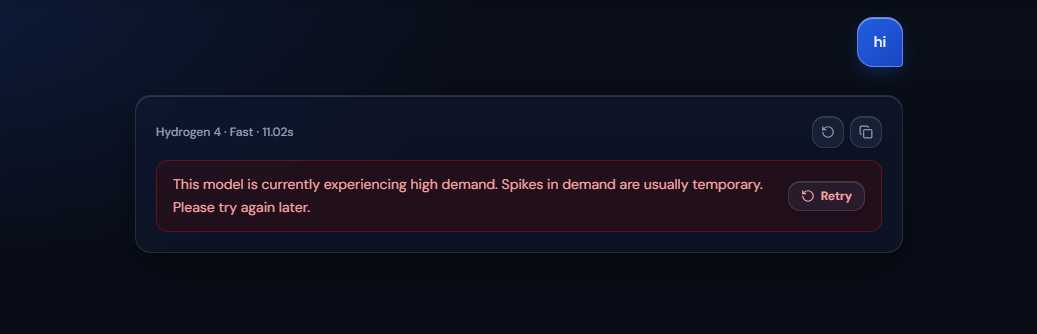 hi
Hydrogen 4 · Fast · 11.02s
This model is currently experiencing high demand. Spikes in demand are usually temporary.
Please try again later.
Retry